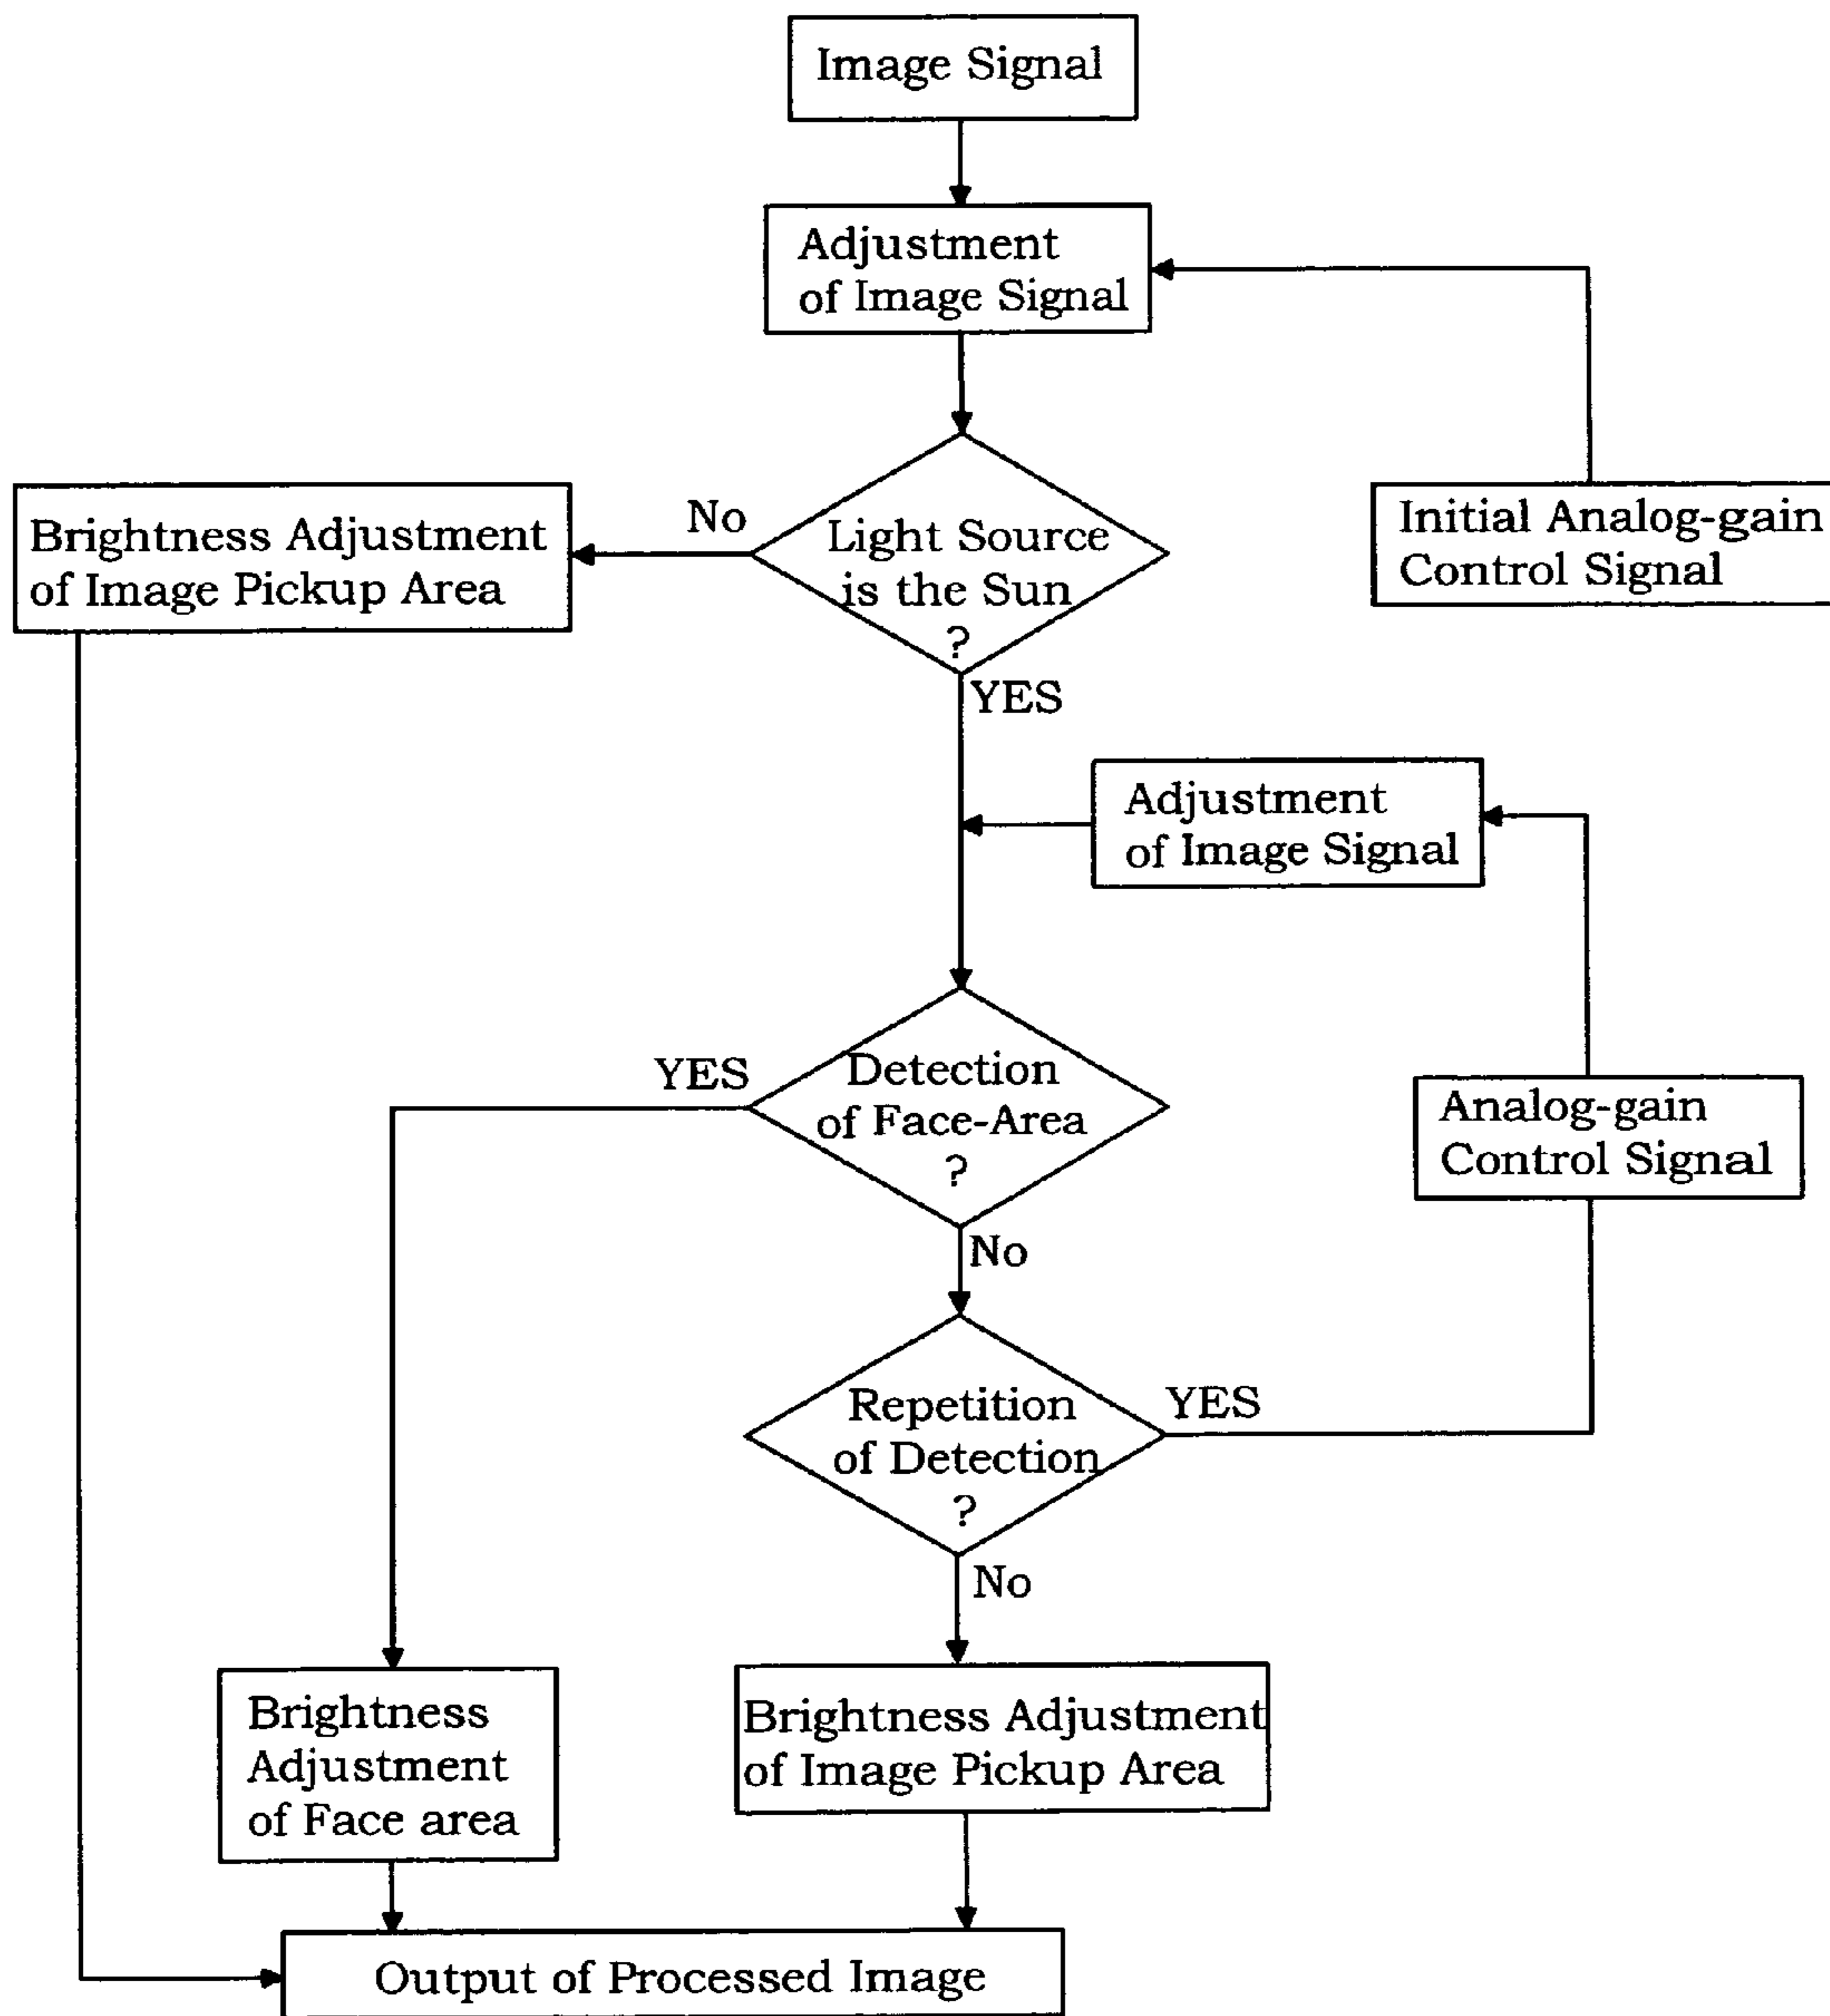 Image Signal
Adjustment
of Image Signal
No
Light Source
is the Sun
?
Brightness Adjustment
of Image Pickup Area
Initial Analog-gain
Control Signal
YES
Adjustment
of Image Signal
YES
Detection
of Face-Area
?
Analog-gain
Control Signal
No
Repetition
of Detection
?
YES
No
Brightness
Adjustment
of Face area
Brightness Adjustment
of Image Pickup Area
Output of Processed Image